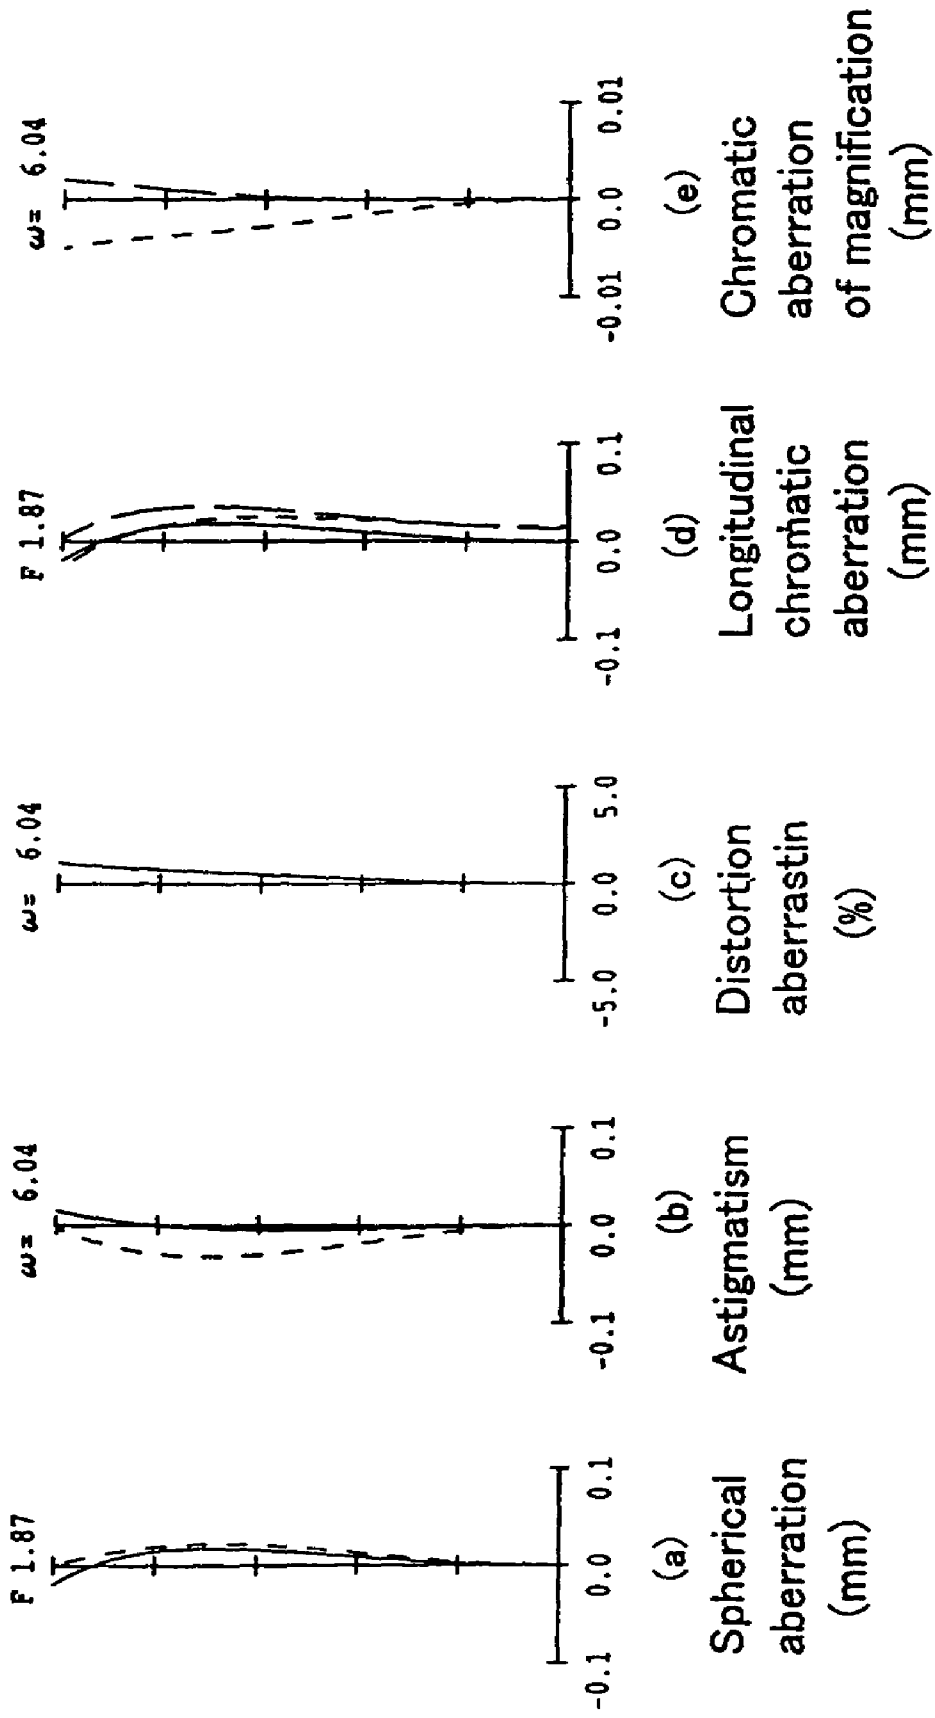 F 1.87
-0.1 0.0 0.1
(a)
Spherical
aberration
(mm)
ω= 6.04
-0.1 0.0 0.1
(b)
Astigmatism
(mm)
ω= 6.04
-5.0 0.0 5.0
(c)
Distortion
aberrastin
(%)
F 1.87
-0.1 0.0 0.1
(d)
Longitudinal
chromatic
aberration
(mm)
ω= 6.04
-0.01 0.0 0.01
(e)
Chromatic
aberration
of magnification
(mm)